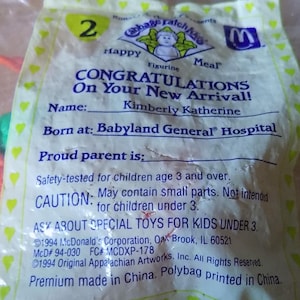 2
Cabbage Patch Kids
Happy Meal®
Figurine
CONGRATULATIONS
On Your New Arrival!
Name: Kimberly Katherine
Born at: Babyland General® Hospital
Proud parent is:
Safety-tested for children age 3 and over.
CAUTION: May contain small parts. Not intended
for children under 3.
ASK ABOUT SPECIAL TOYS FOR KIDS UNDER 3.
©1994 McDonald's Corporation, Oak Brook, IL 60521
McD# 94-030 FC# MCDXP-178
©1994 Original Appalachian Artworks, Inc. All Rights Reserved.
Premium made in China. Polybag printed in China.